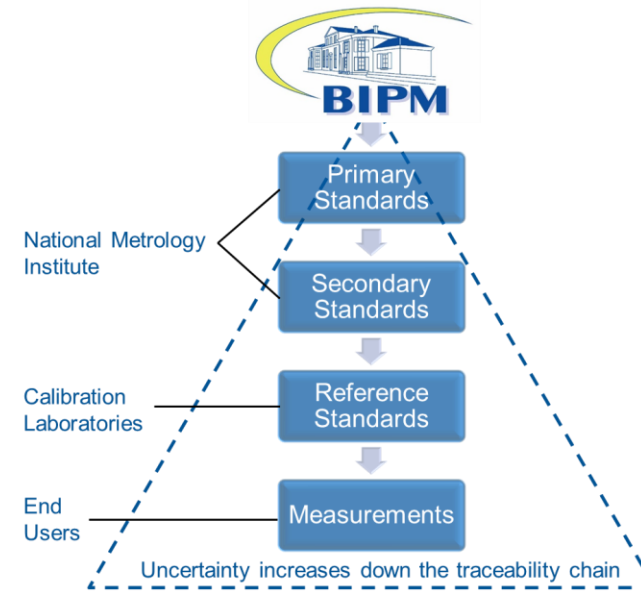 BIPM
Primary
Standards
National Metrology
Institute
Secondary
Standards
Calibration
Laboratories
Reference
Standards
End
Users
Measurements
Uncertainty increases down the traceability chain